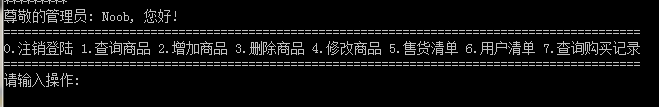 尊敬的管理员: Noob, 您好!
================================================================================
0.注销登陆 1.查询商品 2.增加商品 3.删除商品 4.修改商品 5.售货清单 6.用户清单 7.查询购买记录
================================================================================
请输入操作: